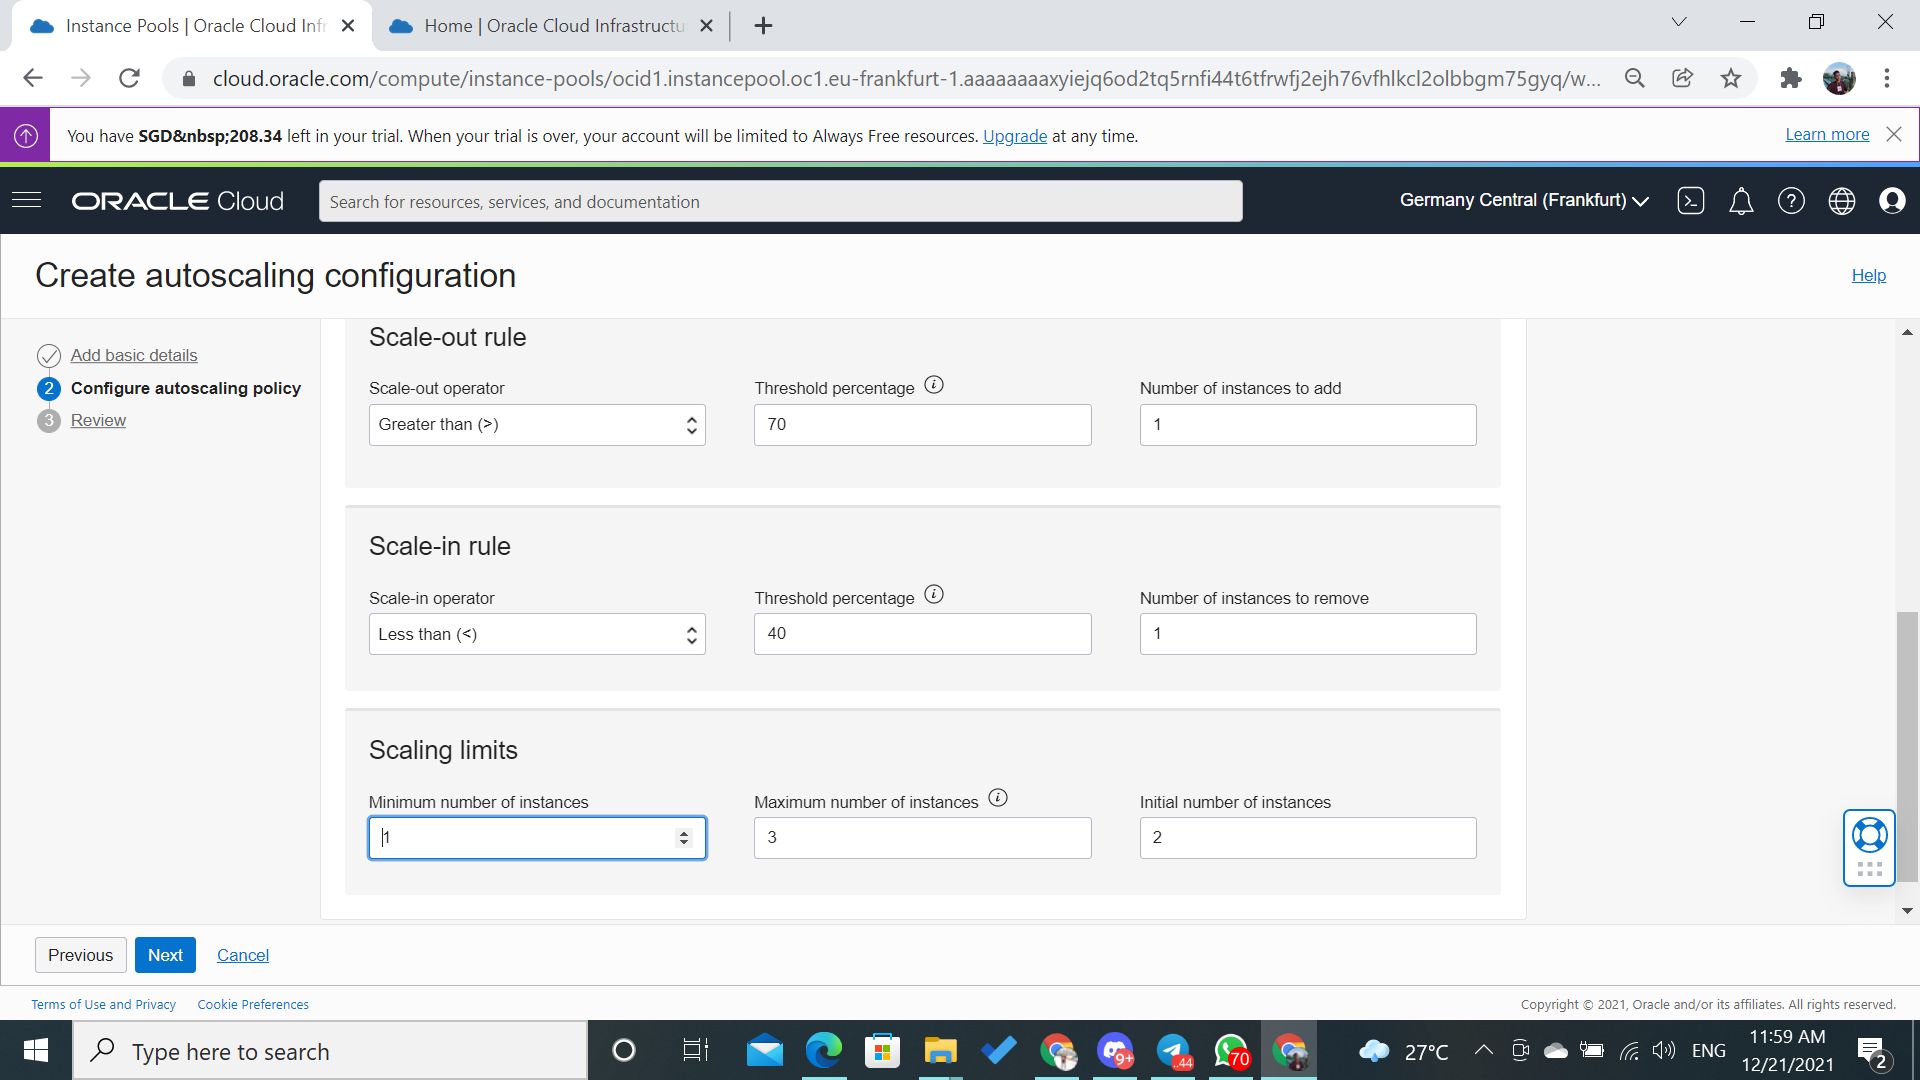 Instance Pools | Oracle Cloud Infr
Home | Oracle Cloud Infrastructu
cloud.oracle.com/compute/instance-pools/ocid1.instancepool.oc1.eu-frankfurt-1.aaaaaaaaxyiejq6od2tq5rnfi44t6tfrwfj2ejh76vfhlkcl2olbbgm75gyq/w...
You have SGD&nbsp;208.34 left in your trial. When your trial is over, your account will be limited to Always Free resources. Upgrade at any time.
Learn more
ORACLE Cloud
Search for resources, services, and documentation
Germany Central (Frankfurt)
Create autoscaling configuration
Help
Add basic details
2 Configure autoscaling policy
3 Review
Scale-out rule
Scale-out operator
Threshold percentage
Number of instances to add
Greater than (>)
70
1
Scale-in rule
Scale-in operator
Threshold percentage
Number of instances to remove
Less than (<)
40
1
Scaling limits
Minimum number of instances
Maximum number of instances
Initial number of instances
1
3
2
Previous
Next
Cancel
Terms of Use and Privacy
Cookie Preferences
Copyright © 2021, Oracle and/or its affiliates. All rights reserved.
Type here to search
9+
..44
70
27°C
ENG
11:59 AM
12/21/2021
2